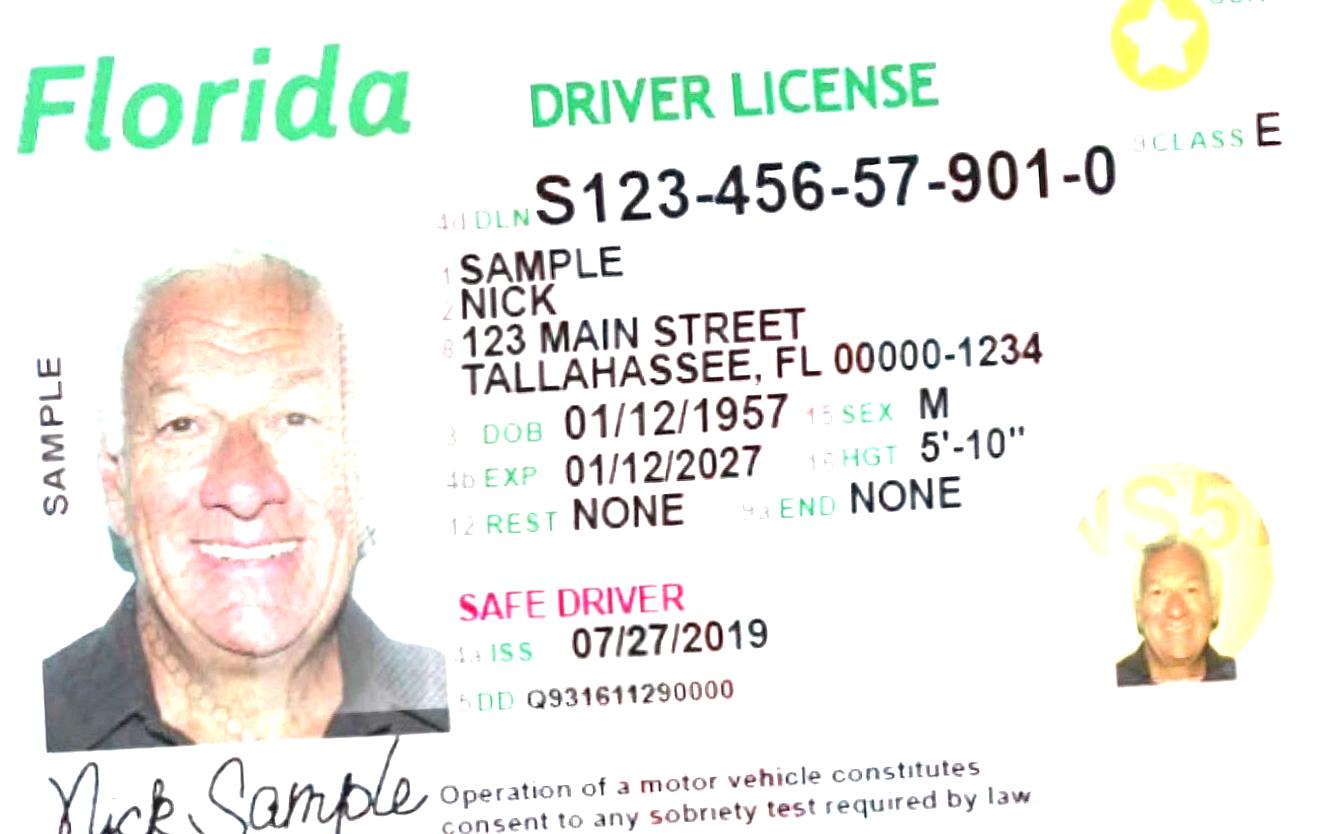 Florida
DRIVER LICENSE
9 CLASS E
4d DLN S123-456-57-901-0
1 SAMPLE
2 NICK
8 123 MAIN STREET
TALLAHASSEE, FL 00000-1234
3 DOB 01/12/1957 15 SEX M
4b EXP 01/12/2027 16 HGT 5'-10"
12 REST NONE 9a END NONE
SAFE DRIVER
4a ISS 07/27/2019
5 DD Q931611290000
SAMPLE
Nick Sample
Operation of a motor vehicle constitutes
consent to any sobriety test required by law